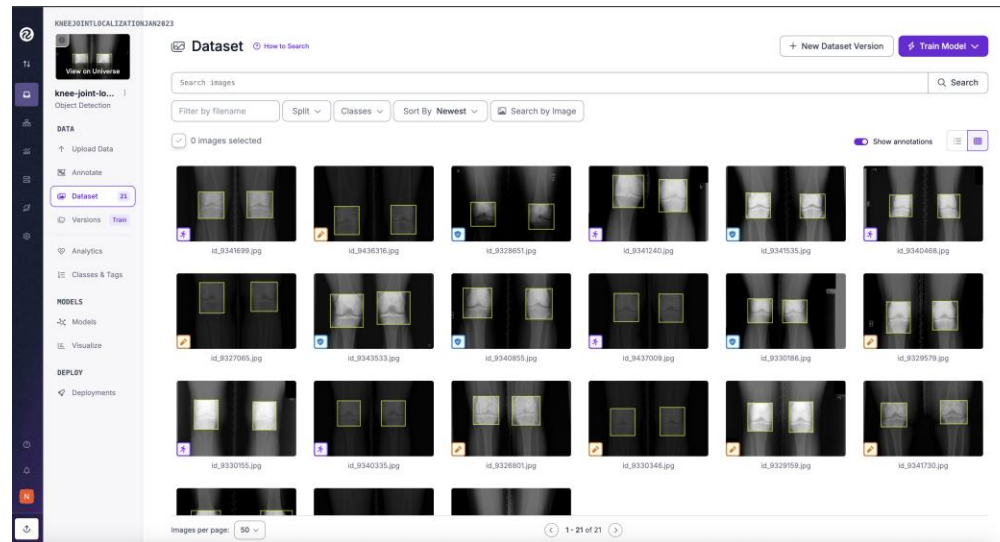 KNEEJOINTLOCALIZATIONJAN2023
View on Universe
knee-joint-lo...
Object Detection
DATA
Upload Data
Annotate
Dataset 21
Versions Train
Analytics
Classes & Tags
MODELS
Models
Visualize
DEPLOY
Deployments
N
Dataset How to Search
+ New Dataset Version
Train Model
Search images
Search
Filter by filename
Split
Classes
Sort By Newest
Search by Image
0 images selected
Show annotations
id_9341699.jpg
id_9436316.jpg
id_9328651.jpg
id_9341240.jpg
id_9341535.jpg
id_9340468.jpg
id_9327065.jpg
id_9343533.jpg
id_9340855.jpg
id_9437009.jpg
id_9330186.jpg
id_9329579.jpg
id_9330155.jpg
id_9340335.jpg
id_9326801.jpg
id_9330346.jpg
id_9329159.jpg
id_9341730.jpg
Images per page: 50
1 - 21 of 21